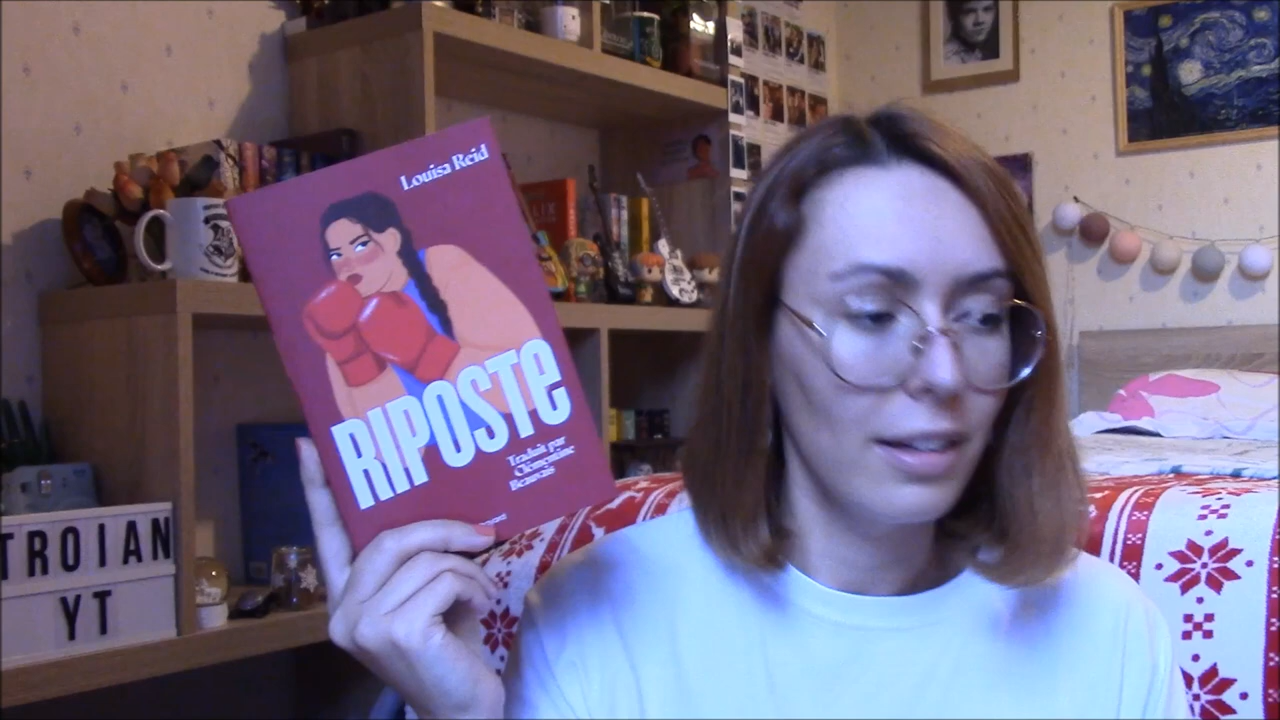 Louisa Reid
RIPOSTE
Traduit par
Clémentine
Beauvais
TROIAN
YT